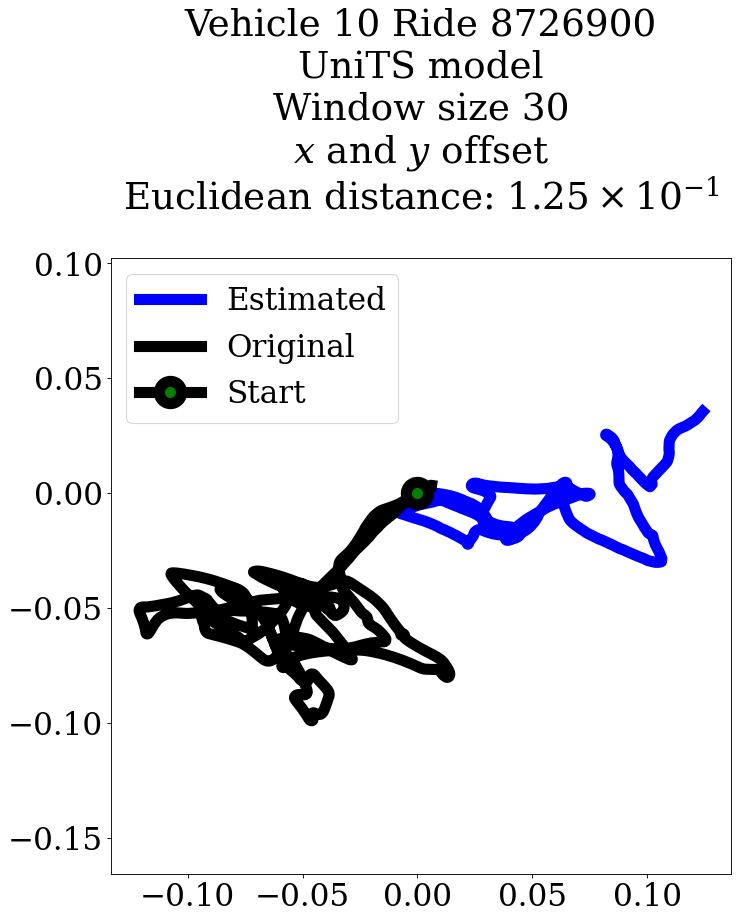 Vehicle 10 Ride 8726900
UniTS model
Window size 30
x and y offset
Euclidean distance: 1.25 × 10⁻¹
0.10
0.05
0.00
−0.05
−0.10
−0.15
Estimated
Original
Start
−0.10 −0.05 0.00 0.05 0.10